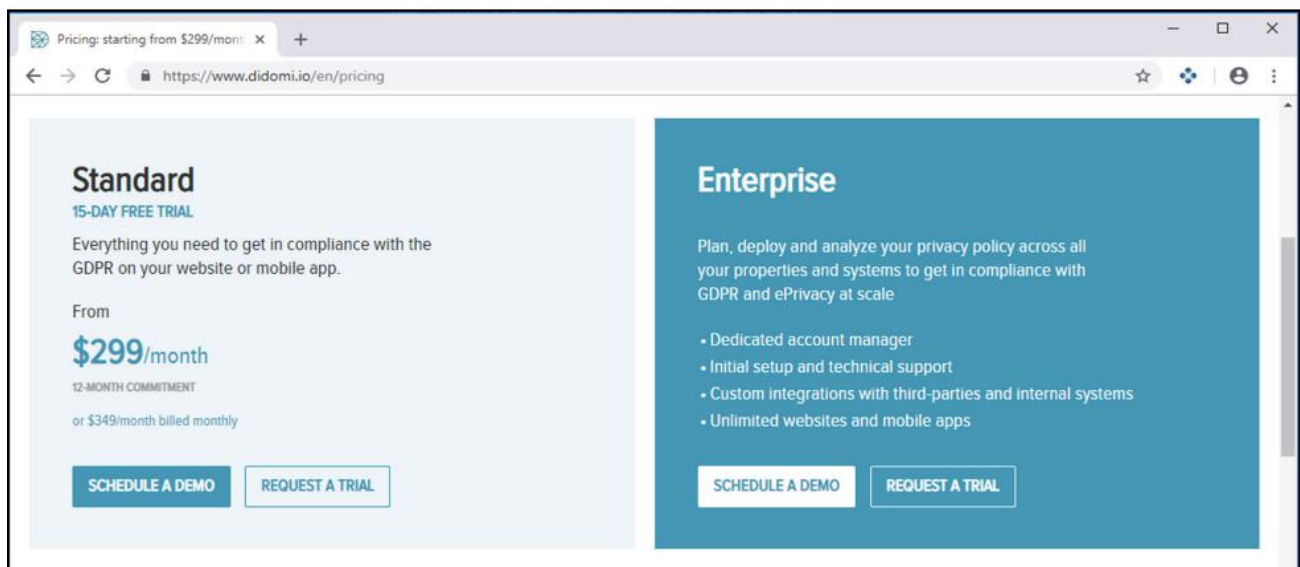 Pricing: starting from $299/mont
https://www.didomi.io/en/pricing
Standard
15-DAY FREE TRIAL
Everything you need to get in compliance with the
GDPR on your website or mobile app.
From
$299/month
12-MONTH COMMITMENT
or $349/month billed monthly
SCHEDULE A DEMO
REQUEST A TRIAL
Enterprise
Plan, deploy and analyze your privacy policy across all
your properties and systems to get in compliance with
GDPR and ePrivacy at scale
• Dedicated account manager
• Initial setup and technical support
• Custom integrations with third-parties and internal systems
• Unlimited websites and mobile apps
SCHEDULE A DEMO
REQUEST A TRIAL